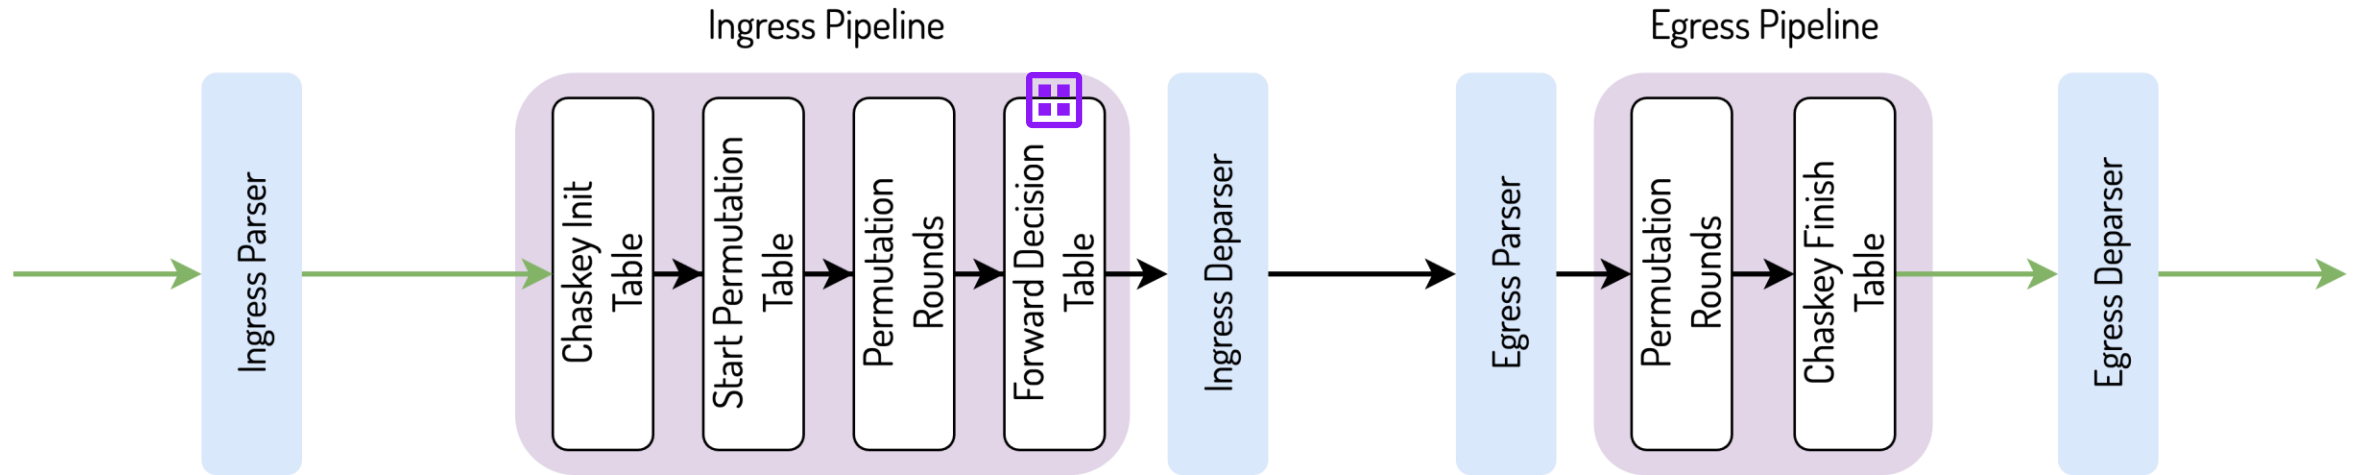 Ingress Pipeline
Egress Pipeline
Ingress Parser
Chaskey Init
Table
Start Permutation
Table
Permutation
Rounds
Forward Decision
Table
Ingress Deparser
Egress Parser
Permutation
Rounds
Chaskey Finish
Table
Egress Deparser